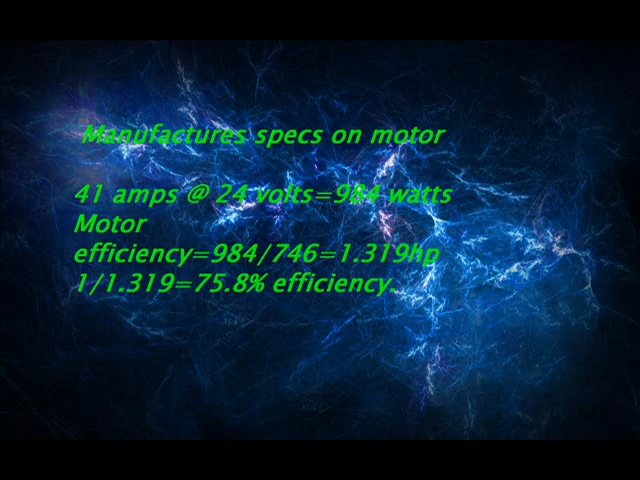 Manufactures specs on motor
41 amps @ 24 volts=984 watts
Motor
efficiency=984/746=1.319hp
1/1.319=75.8% efficiency.